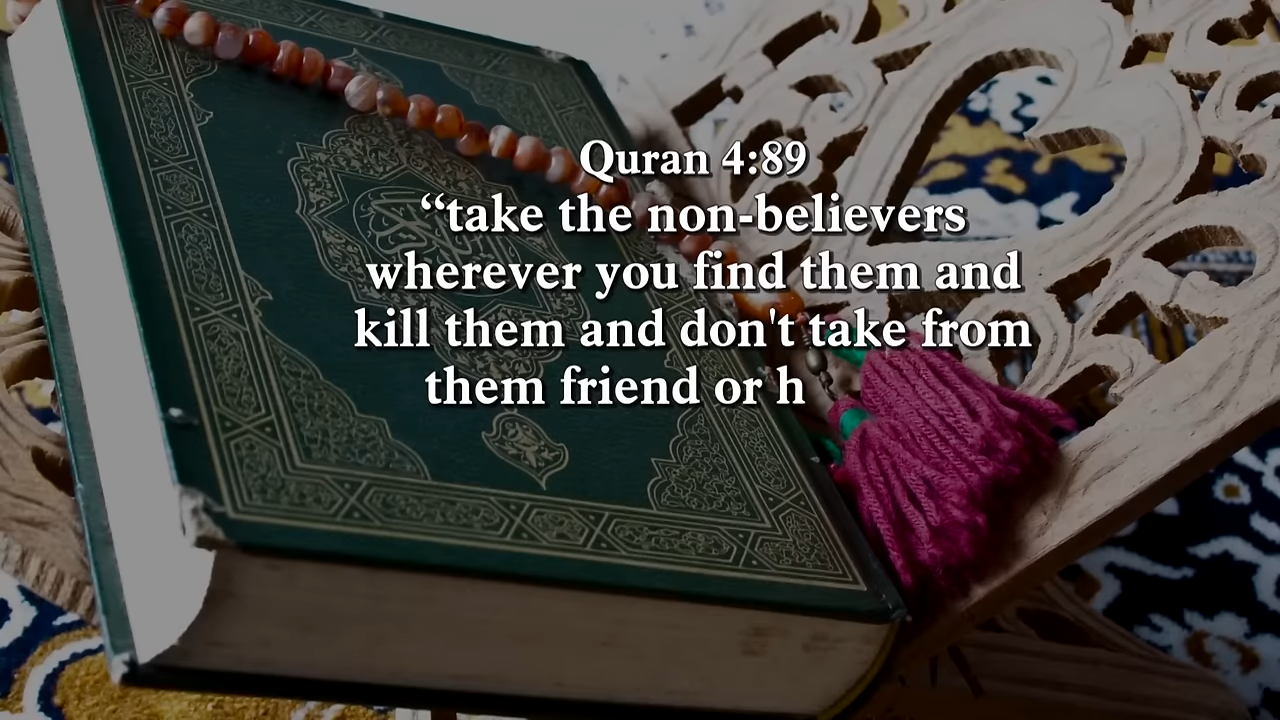 Quran 4:89
“take the non-believers
wherever you find them and
kill them and don't take from
them friend or h